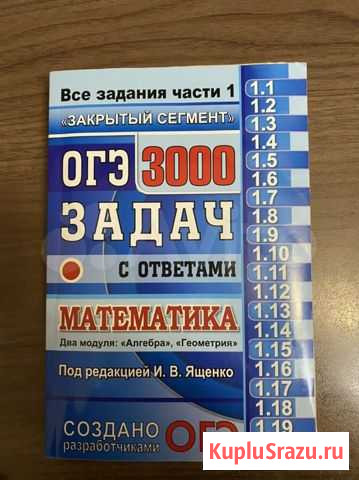 Все задания части 1
«ЗАКРЫТЫЙ СЕГМЕНТ»
ОГЭ 3000
ЗАДАЧ
С ОТВЕТАМИ
МАТЕМАТИКА
Два модуля: «Алгебра», «Геометрия»
Под редакцией И. В. Ященко
СОЗДАНО
разработчиками ОГЭ
1.1
1.2
1.3
1.4
1.5
1.6
1.7
1.8
1.9
1.10
1.11
1.12
1.13
1.14
1.15
1.16
1.17
1.18
1.19
KupluSrazu.ru